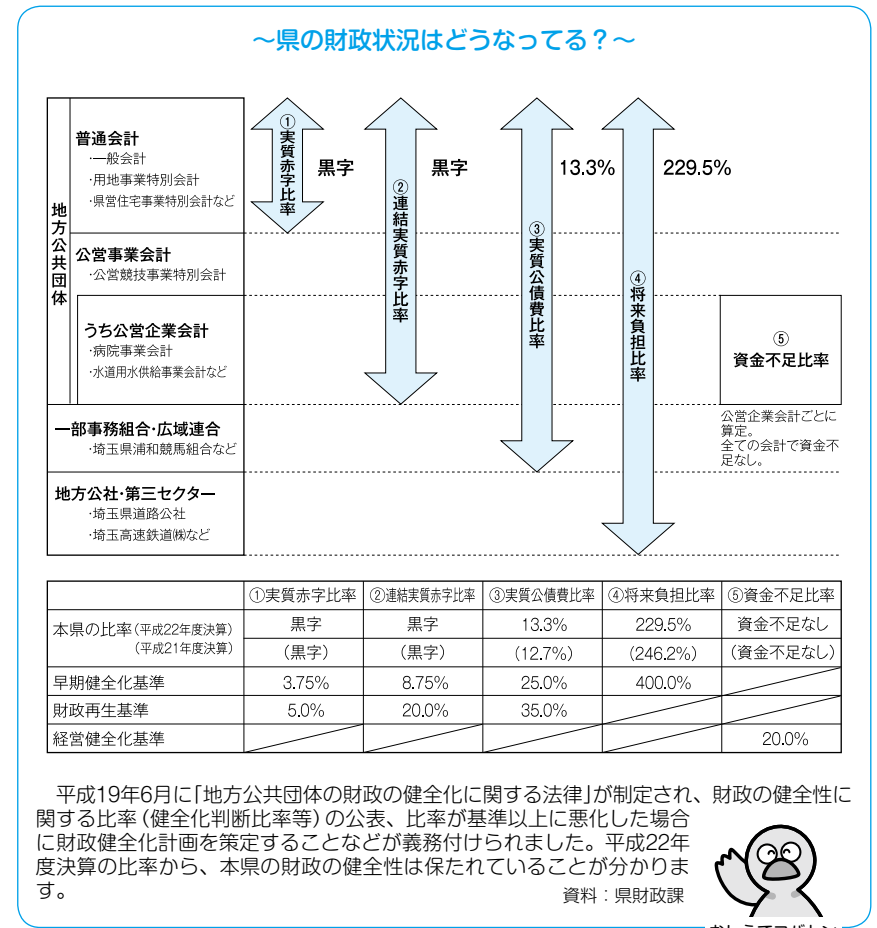 ～県の財政状況はどうなってる？～
地方公共団体
普通会計
・一般会計
・用地事業特別会計
・県営住宅事業特別会計など
①実質赤字比率
黒字
②連結実質赤字比率
黒字
③実質公債費比率
13.3%
④将来負担比率
229.5%
公営事業会計
・公営競技事業特別会計
うち公営企業会計
・病院事業会計
・水道用水供給事業会計など
⑤
資金不足比率
公営企業会計ごとに
算定。
全ての会計で資金不
足なし。
一部事務組合・広域連合
・埼玉県浦和競馬組合など
地方公社・第三セクター
・埼玉県道路公社
・埼玉高速鉄道㈱など
①実質赤字比率 ②連結実質赤字比率 ③実質公債費比率 ④将来負担比率 ⑤資金不足比率
本県の比率（平成22年度決算） 黒字 黒字 13.3% 229.5% 資金不足なし
（平成21年度決算） （黒字） （黒字） （12.7%） （246.2%） （資金不足なし）
早期健全化基準 3.75% 8.75% 25.0% 400.0%
財政再生基準 5.0% 20.0% 35.0%
経営健全化基準 20.0%
平成19年6月に「地方公共団体の財政の健全化に関する法律」が制定され、財政の健全性に
関する比率（健全化判断比率等）の公表、比率が基準以上に悪化した場合
に財政健全化計画を策定することなどが義務付けられました。平成22年
度決算の比率から、本県の財政の健全性は保たれていることが分かりま
す。
資料：県財政課